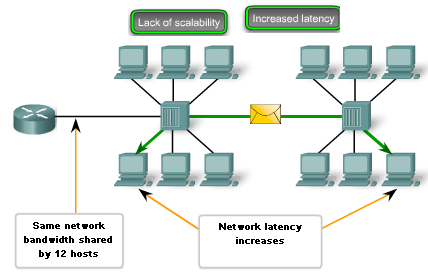 Lack of scalability
Increased latency
Same network
bandwidth shared
by 12 hosts
Network latency
increases